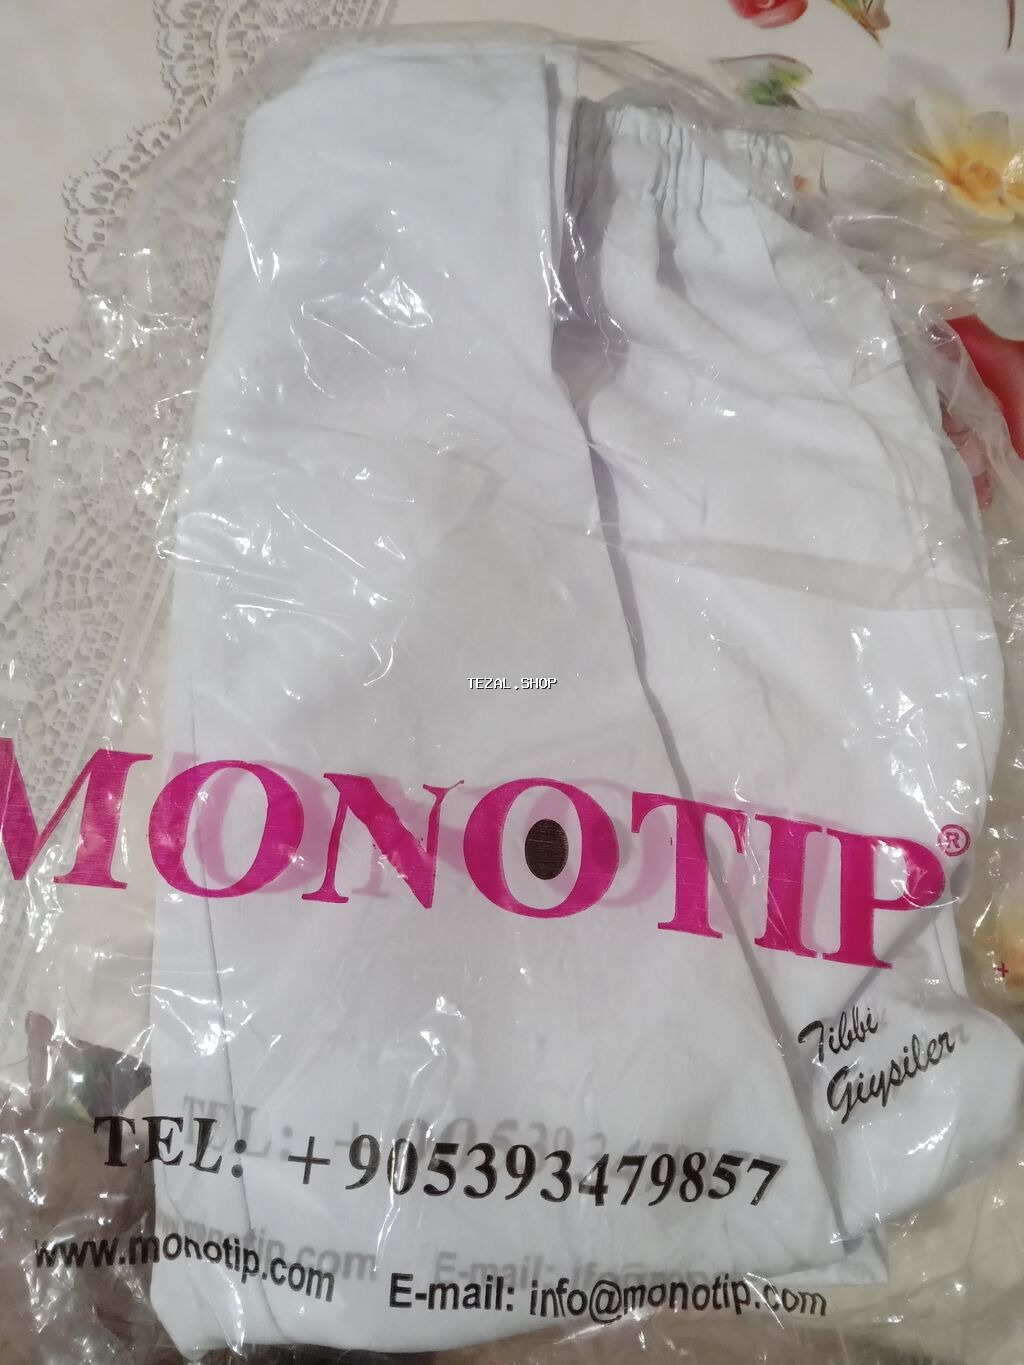 TEZAL.SHOP
MONOTIP®
Tıbbi
Giysiler
TEL: +905393479857
www.monotip.com
E-mail: info@monotip.com